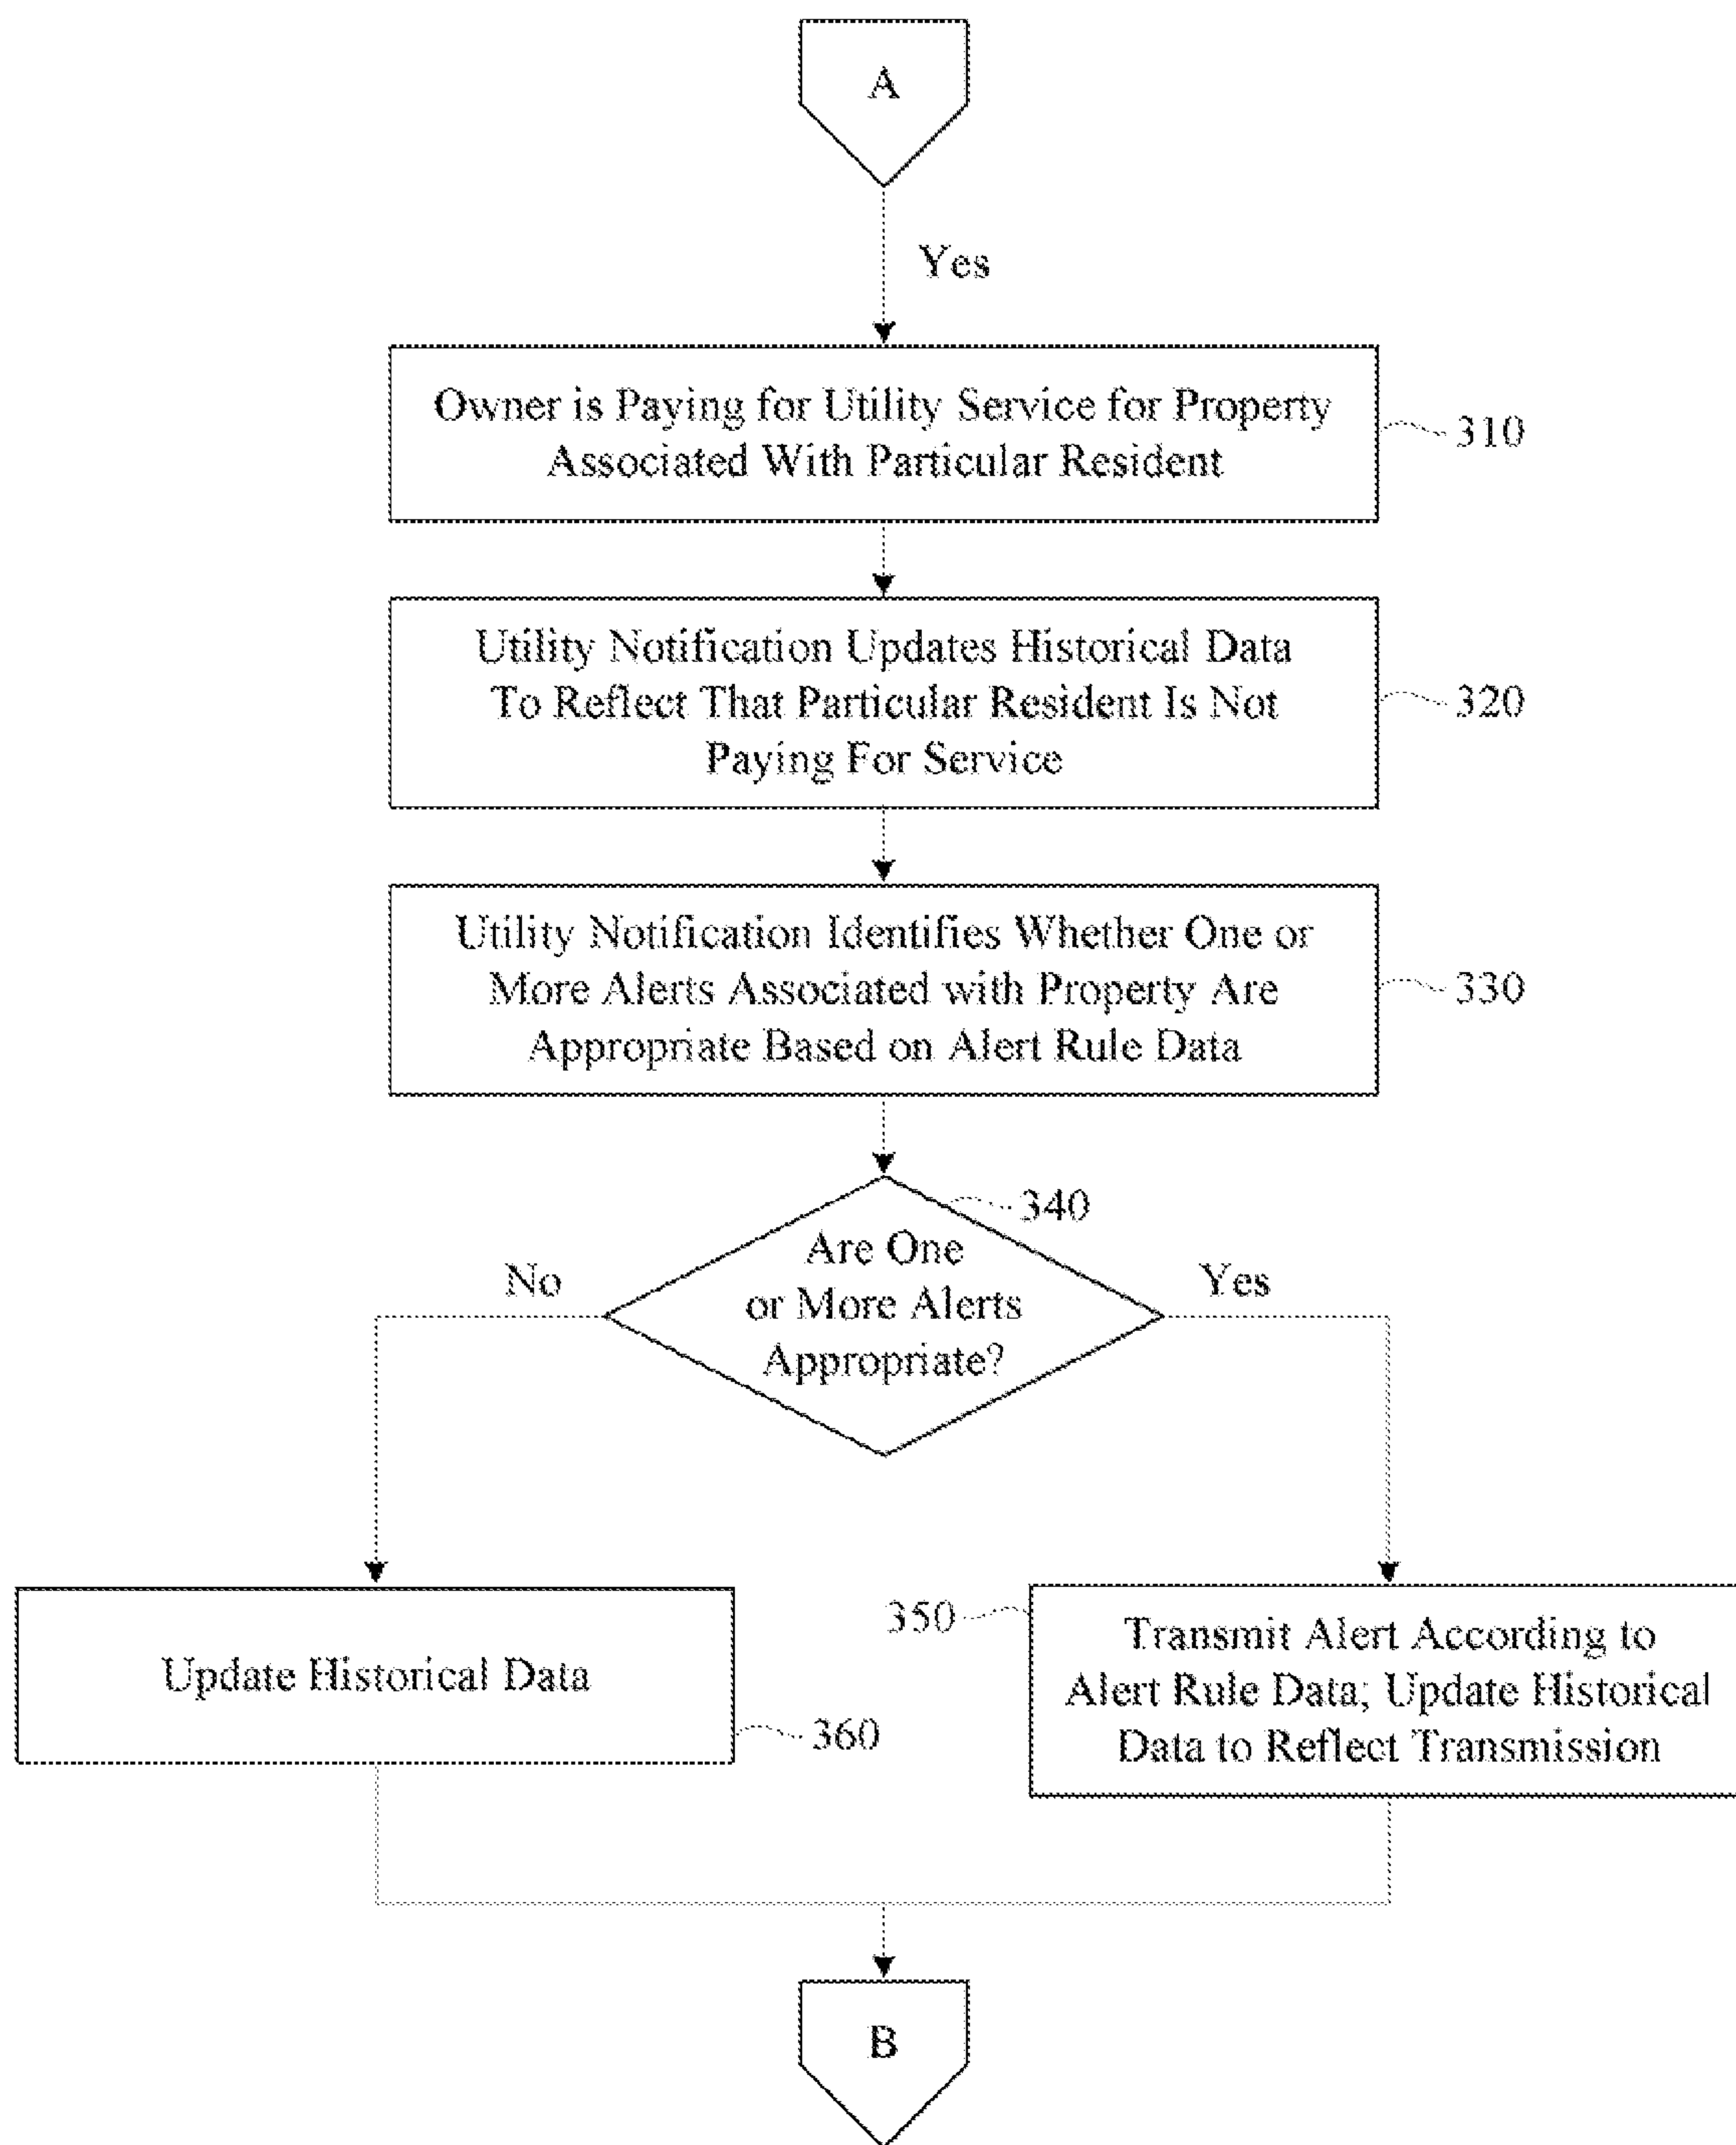 A
Yes
Owner is Paying for Utility Service for Property
Associated With Particular Resident
310
Utility Notification Updates Historical Data
To Reflect That Particular Resident Is Not
Paying For Service
320
Utility Notification Identifies Whether One or
More Alerts Associated with Property Are
Appropriate Based on Alert Rule Data
330
340
Are One
or More Alerts
Appropriate?
No
Yes
Update Historical Data
360
350
Transmit Alert According to
Alert Rule Data; Update Historical
Data to Reflect Transmission
B